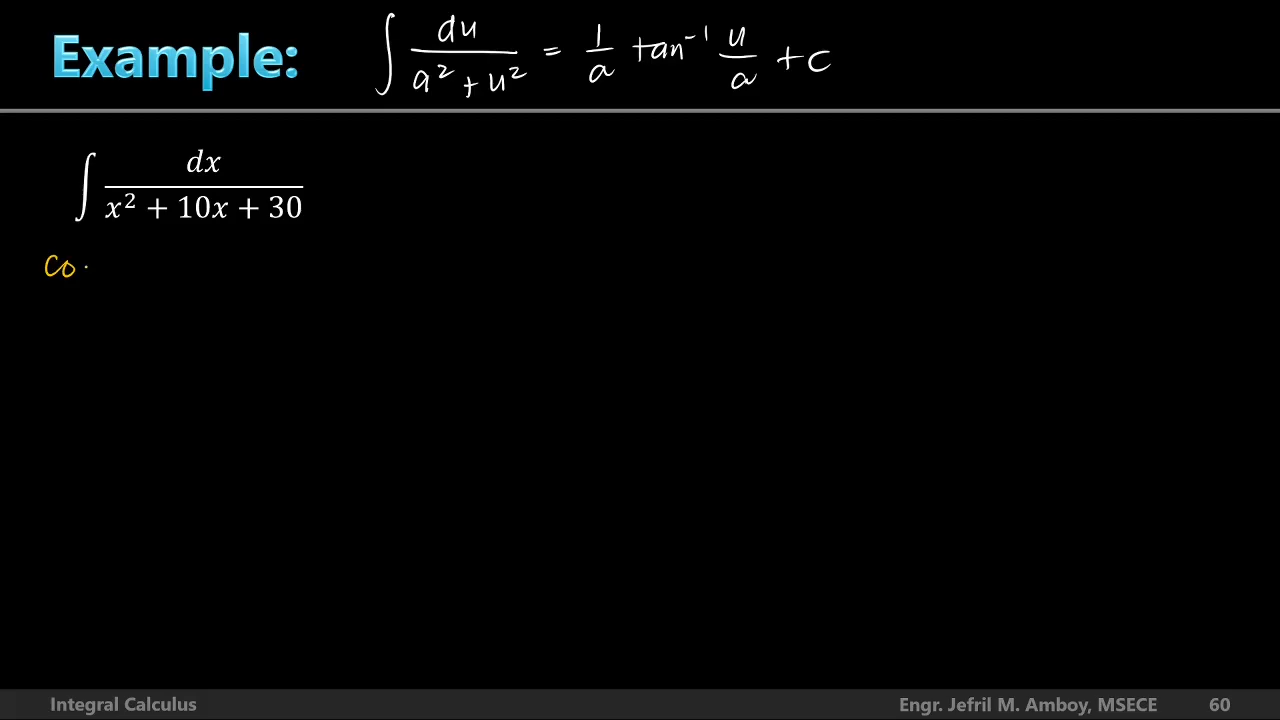 Example: ∫ du / a² + u² = 1/a tan⁻¹ u/a + c
∫ dx / x² + 10x + 30
Co
Integral Calculus Engr. Jefril M. Amboy, MSECE 60